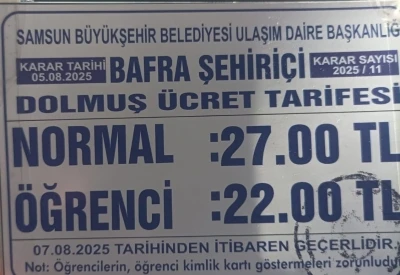 SAMSUN BÜYÜKŞEHİR BELEDİYESİ ULAŞIM DAİRE BAŞKANLIĞ
KARAR TARİHİ 05.08.2025 BAFRA ŞEHİRİÇİ KARAR SAYISI 2025 / 11
DOLMUŞ ÜCRET TARİFESİ
NORMAL :27.00 TL
ÖĞRENCİ :22.00 TL
07.08.2025 TARİHİNDEN İTİBAREN GEÇERLİDİR.
Not: Öğrencilerin, öğrenci kimlik kartı göstermeleri zorunludur